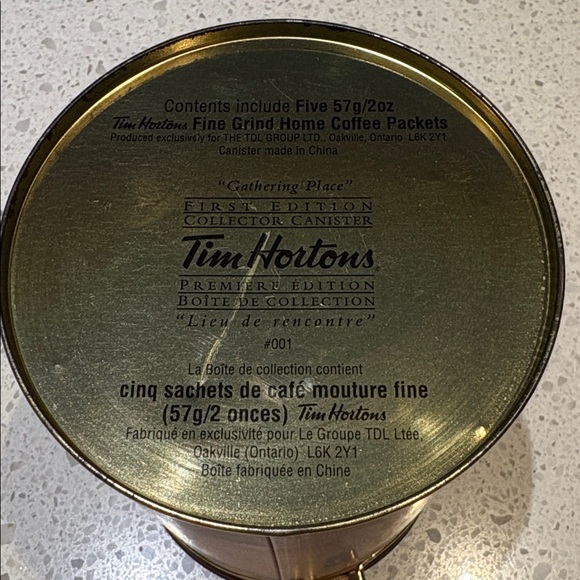 Contents include Five 57g/2oz
Tim Hortons Fine Grind Home Coffee Packets
Produced exclusively for THE TDL GROUP LTD., Oakville, Ontario L6K 2Y1
Canister made in China
"Gathering Place"
FIRST EDITION
COLLECTOR CANISTER
Tim Hortons®
PREMIÈRE ÉDITION
BOÎTE DE COLLECTION
"Lieu de rencontre"
#001
La Boîte de collection contient
cinq sachets de café mouture fine
(57g/2 onces) Tim Hortons
Fabriqué en exclusivité pour Le Groupe TDL Ltée,
Oakville (Ontario) L6K 2Y1
Boîte fabriquée en Chine